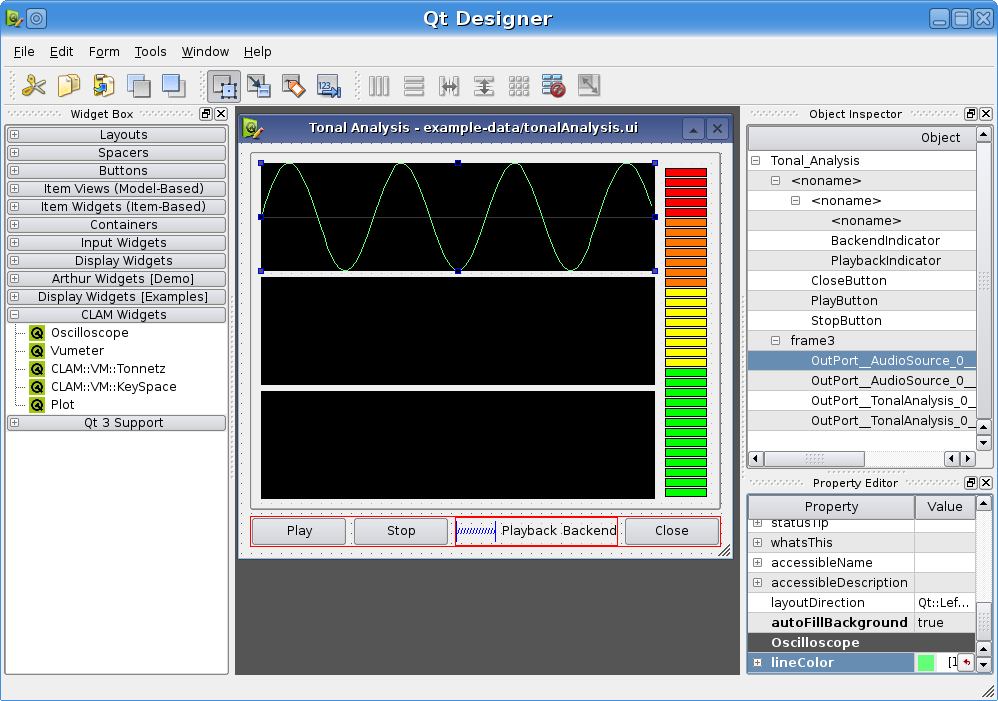 Qt Designer
File Edit Form Tools Window Help
Widget Box
Layouts
Spacers
Buttons
Item Views (Model-Based)
Item Widgets (Item-Based)
Containers
Input Widgets
Display Widgets
Arthur Widgets [Demo]
Display Widgets [Examples]
CLAM Widgets
Oscilloscope
Vumeter
CLAM::VM::Tonnetz
CLAM::VM::KeySpace
Plot
Qt 3 Support
Tonal Analysis - example-data/tonalAnalysis.ui
Play Stop Playback Backend Close
Object Inspector
Object
Tonal_Analysis
<noname>
<noname>
<noname>
BackendIndicator
PlaybackIndicator
CloseButton
PlayButton
StopButton
frame3
OutPort__AudioSource_0__
OutPort__AudioSource_0__
OutPort__TonalAnalysis_0_
OutPort__TonalAnalysis_0_
Property Editor
Property Value
statusTip
whatsThis
accessibleName
accessibleDescription
layoutDirection Qt::Lef...
autoFillBackground true
Oscilloscope
lineColor [1